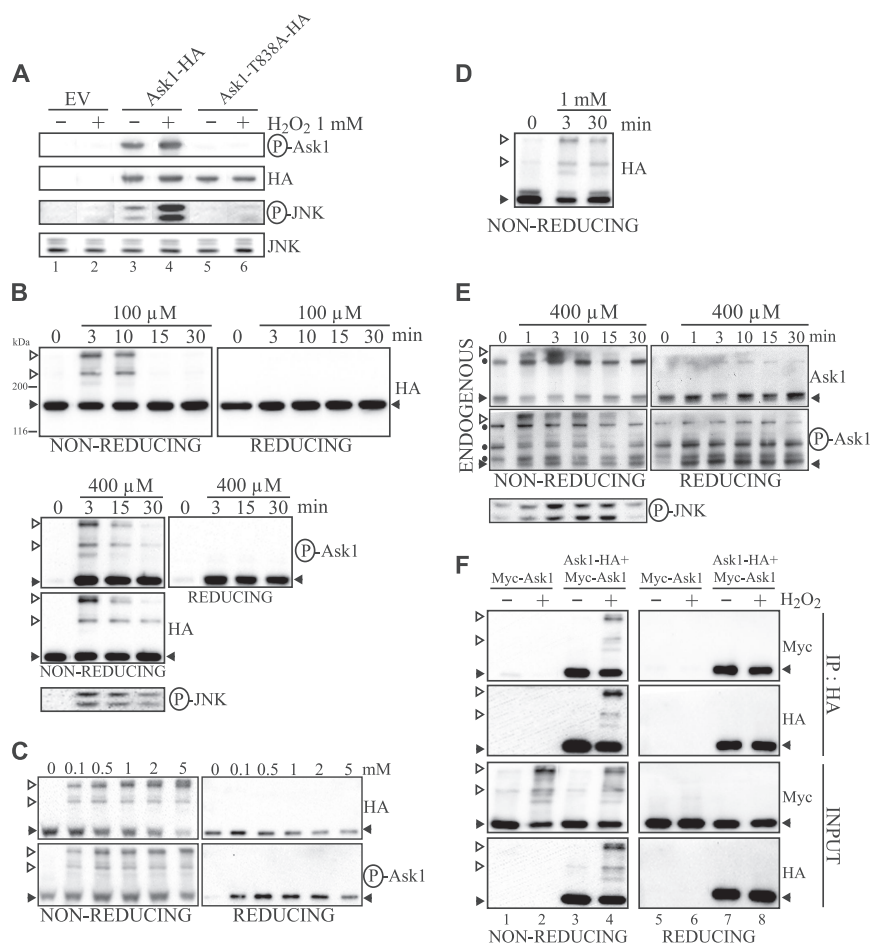 A
EV
Ask1-HA
Ask1-T838A-HA
− + − + − + H₂O₂ 1 mM
Ⓟ-Ask1
HA
Ⓟ-JNK
JNK
1 2 3 4 5 6
B
100 µM 100 µM
0 3 10 15 30 0 3 10 15 30 min
kDa
200
116
HA
NON-REDUCING REDUCING
400 µM 400 µM
0 3 15 30 0 3 15 30 min
Ⓟ-Ask1
REDUCING
HA
NON-REDUCING
Ⓟ-JNK
C
0 0.1 0.5 1 2 5 0 0.1 0.5 1 2 5 mM
HA
Ⓟ-Ask1
NON-REDUCING REDUCING
D
1 mM
0 3 30 min
HA
NON-REDUCING
E
400 µM 400 µM
0 1 3 10 15 30 0 1 3 10 15 30 min
ENDOGENOUS
Ask1
Ⓟ-Ask1
NON-REDUCING REDUCING
Ⓟ-JNK
F
Myc-Ask1 Ask1-HA+ Myc-Ask1 Myc-Ask1 Ask1-HA+ Myc-Ask1
− + − + − + − + H₂O₂
Myc
HA
IP : HA
Myc
HA
INPUT
1 2 3 4 5 6 7 8
NON-REDUCING REDUCING